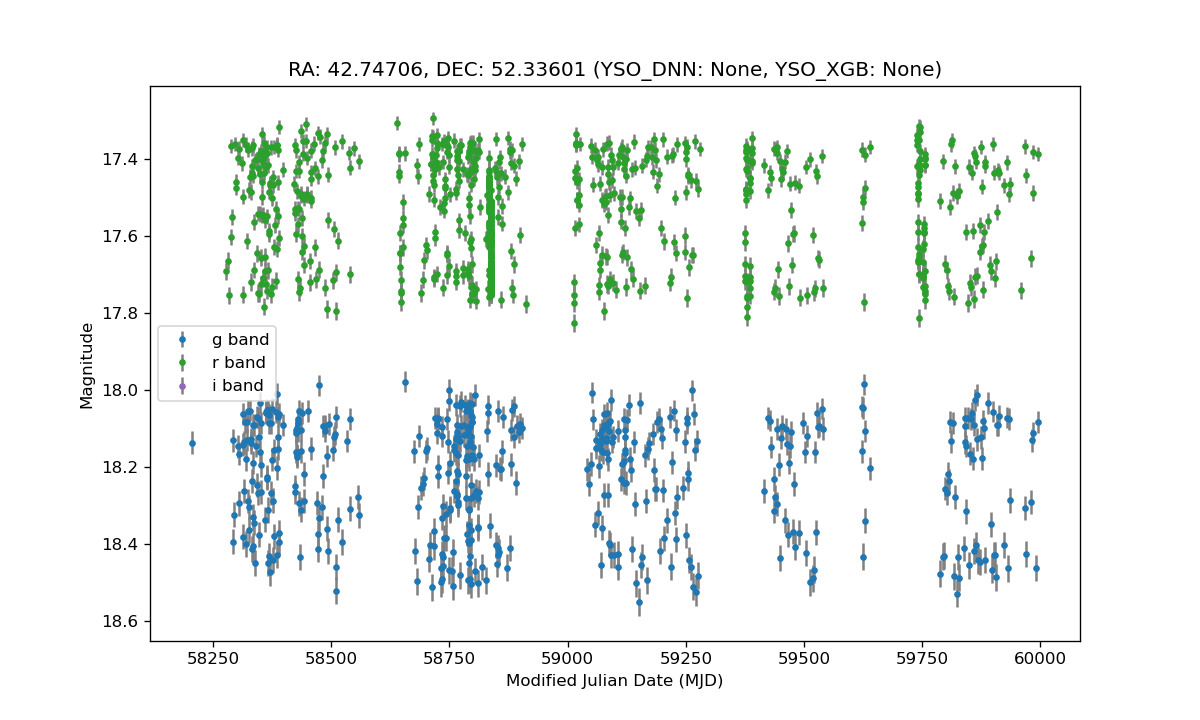 RA: 42.74706, DEC: 52.33601 (YSO_DNN: None, YSO_XGB: None)
17.4
17.6
17.8
18.0
18.2
18.4
18.6
Magnitude
g band
r band
i band
58250 58500 58750 59000 59250 59500 59750 60000
Modified Julian Date (MJD)